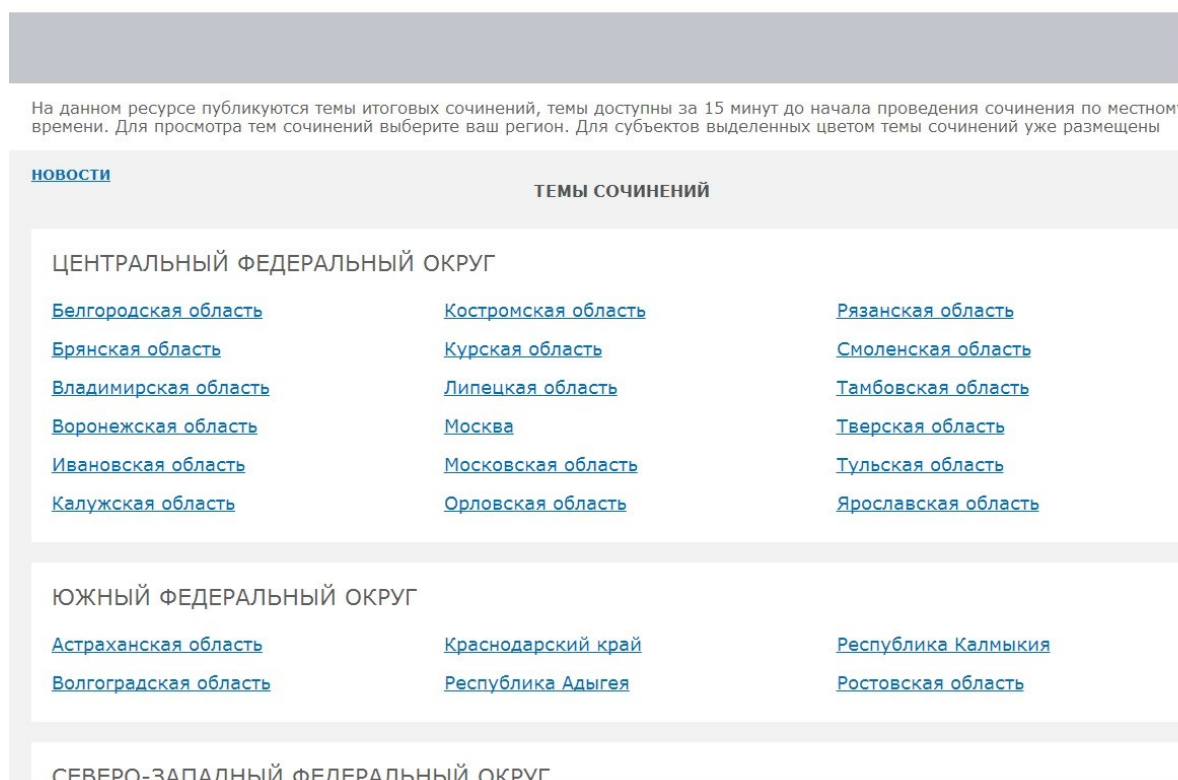 На данном ресурсе публикуются темы итоговых сочинений, темы доступны за 15 минут до начала проведения сочинения по местному
времени. Для просмотра тем сочинений выберите ваш регион. Для субъектов выделенных цветом темы сочинений уже размещены
НОВОСТИ
ТЕМЫ СОЧИНЕНИЙ
ЦЕНТРАЛЬНЫЙ ФЕДЕРАЛЬНЫЙ ОКРУГ
Белгородская область Костромская область Рязанская область
Брянская область Курская область Смоленская область
Владимирская область Липецкая область Тамбовская область
Воронежская область Москва Тверская область
Ивановская область Московская область Тульская область
Калужская область Орловская область Ярославская область
ЮЖНЫЙ ФЕДЕРАЛЬНЫЙ ОКРУГ
Астраханская область Краснодарский край Республика Калмыкия
Волгоградская область Республика Адыгея Ростовская область
СЕВЕРО-ЗАПАДНЫЙ ФЕДЕРАЛЬНЫЙ ОКРУГ